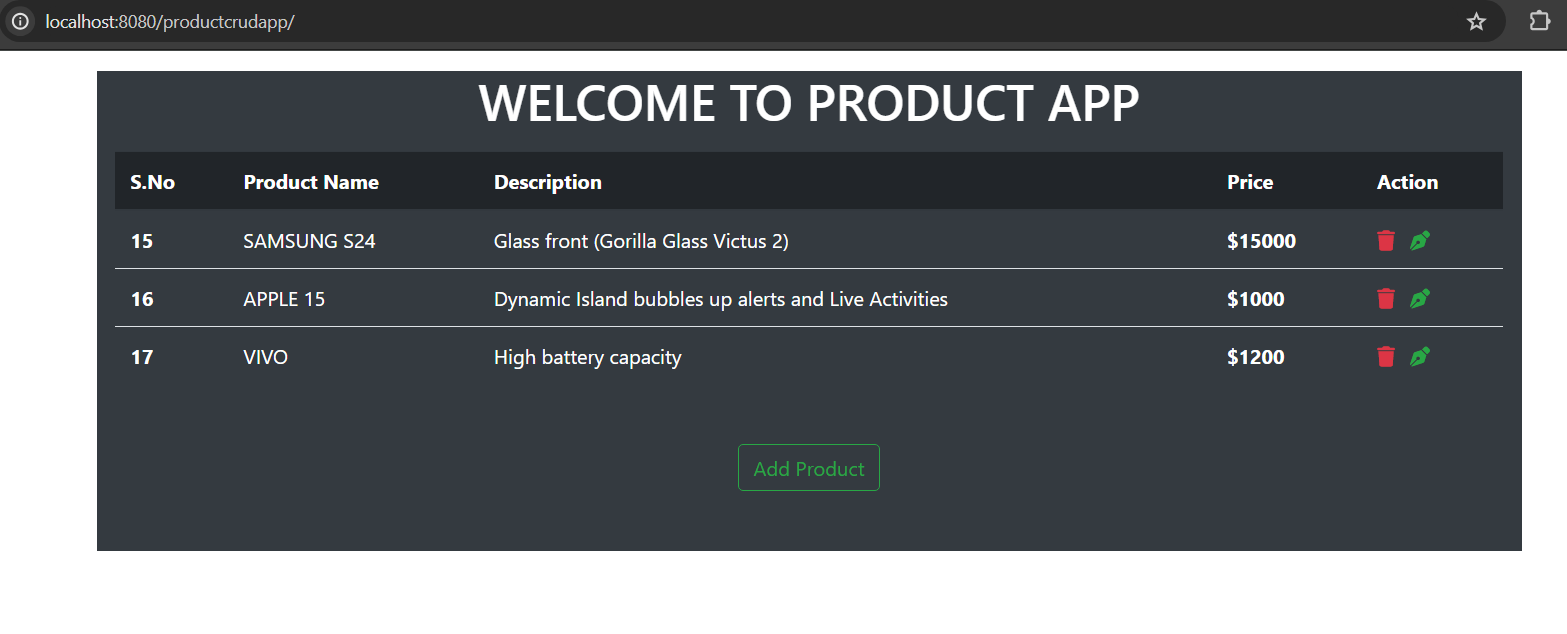 localhost:8080/productcrudapp/
WELCOME TO PRODUCT APP
S.No Product Name Description Price Action
15 SAMSUNG S24 Glass front (Gorilla Glass Victus 2) $15000
16 APPLE 15 Dynamic Island bubbles up alerts and Live Activities $1000
17 VIVO High battery capacity $1200
Add Product